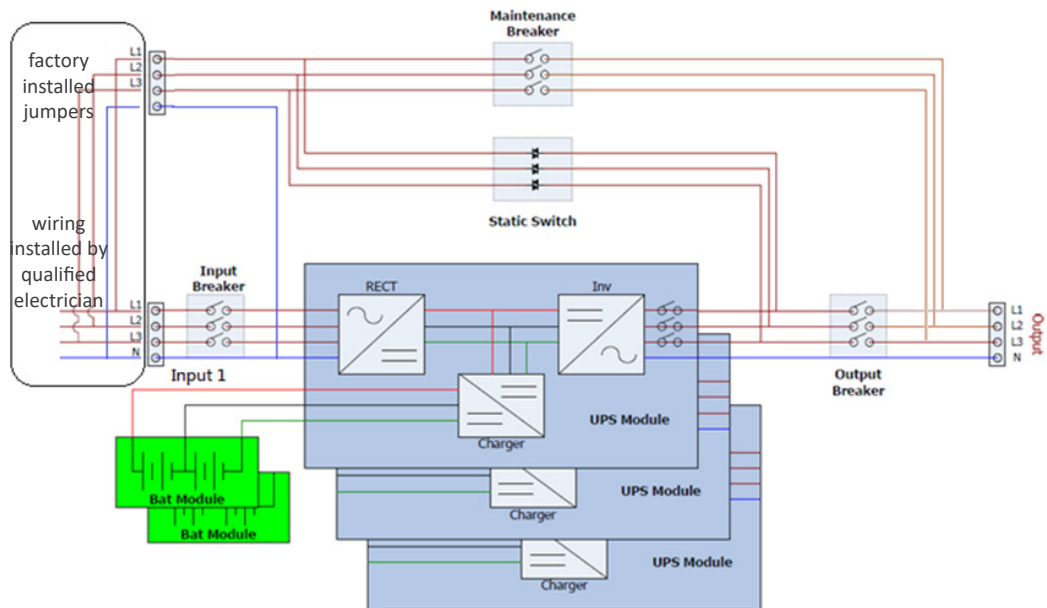 Maintenance
Breaker
L1
L2
L3
factory
installed
jumpers
Static Switch
wiring
installed by
qualified
electrician
Input
Breaker
RECT
Inv
L1
L2
L3
N
L1
L2
L3
N
Output
Input 1
Output
Breaker
Charger
UPS Module
Bat Module
Charger
UPS Module
Bat Module
Charger
UPS Module